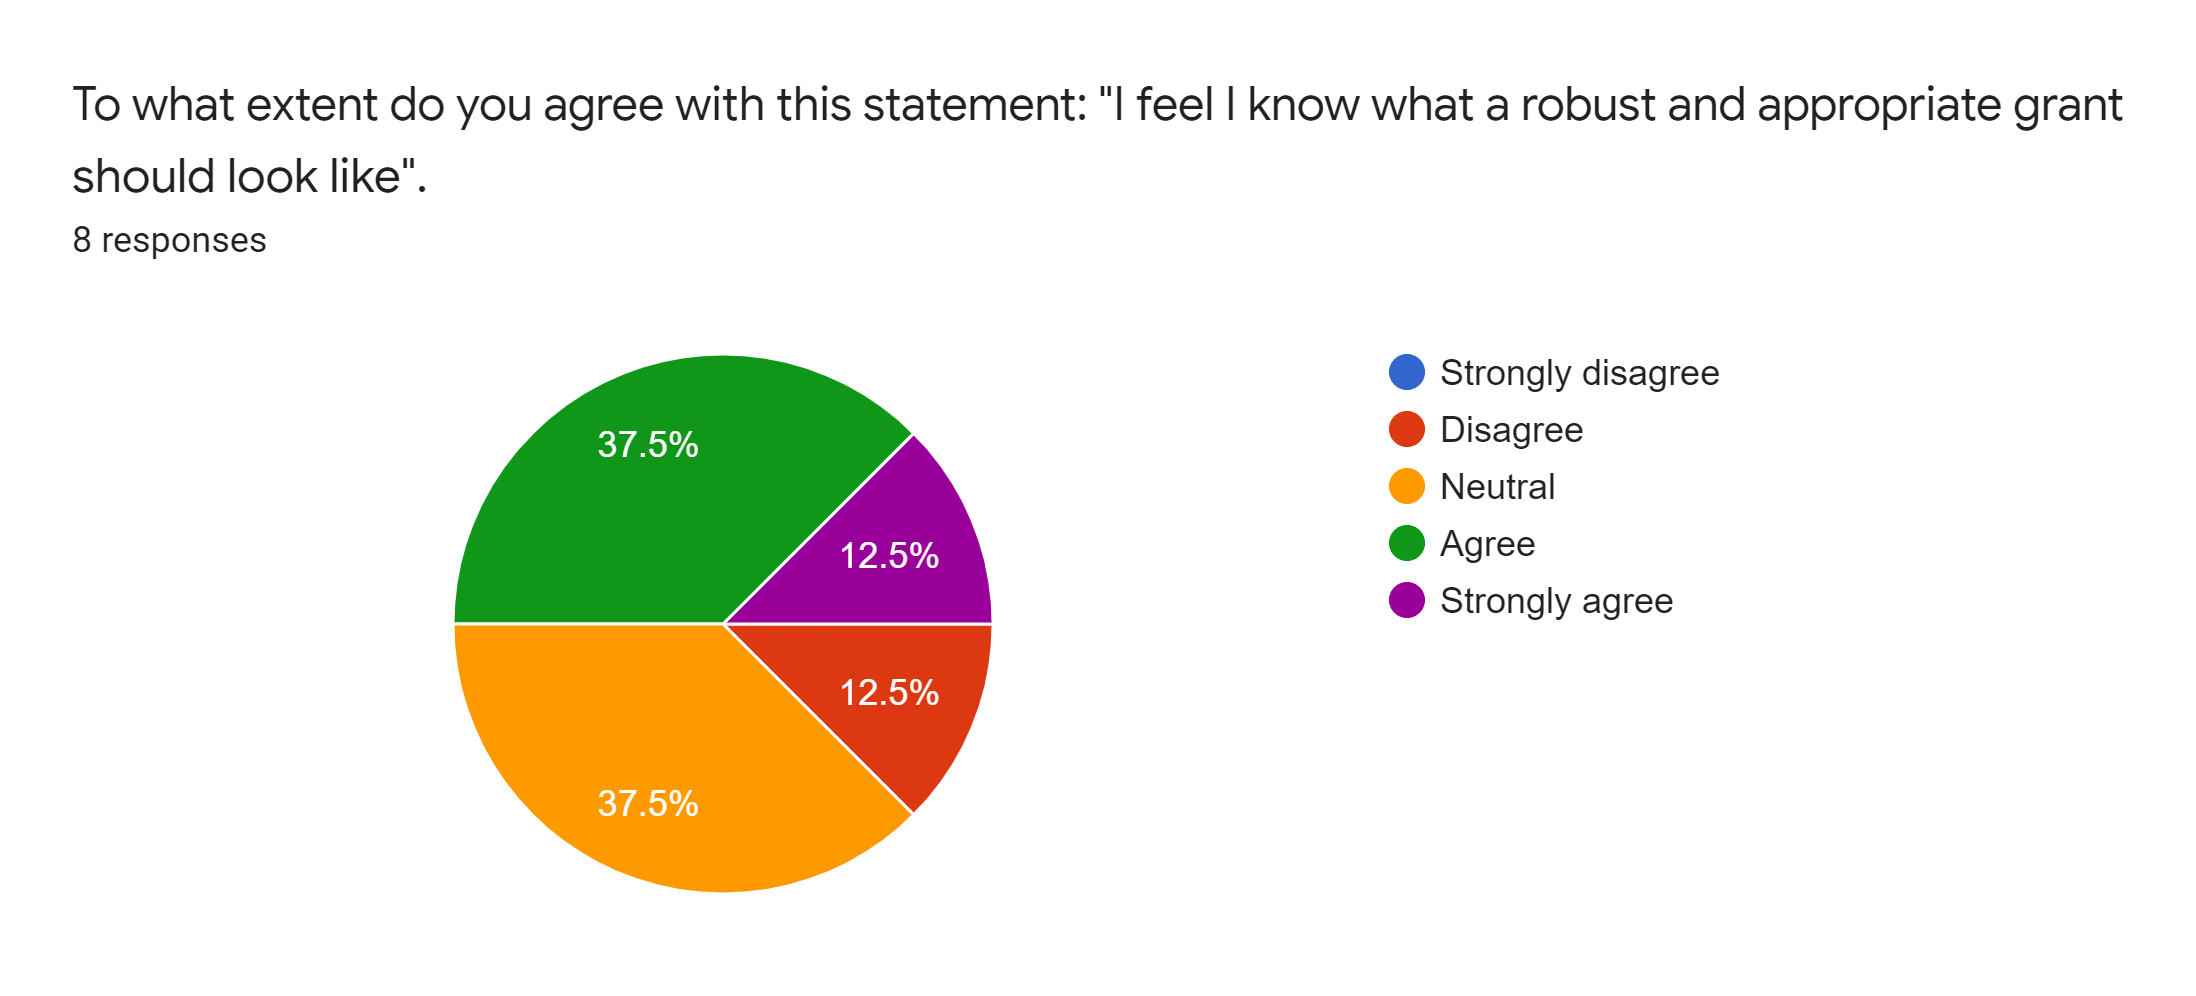 To what extent do you agree with this statement: "I feel I know what a robust and appropriate grant
should look like".
8 responses
37.5%
12.5%
12.5%
37.5%
Strongly disagree
Disagree
Neutral
Agree
Strongly agree